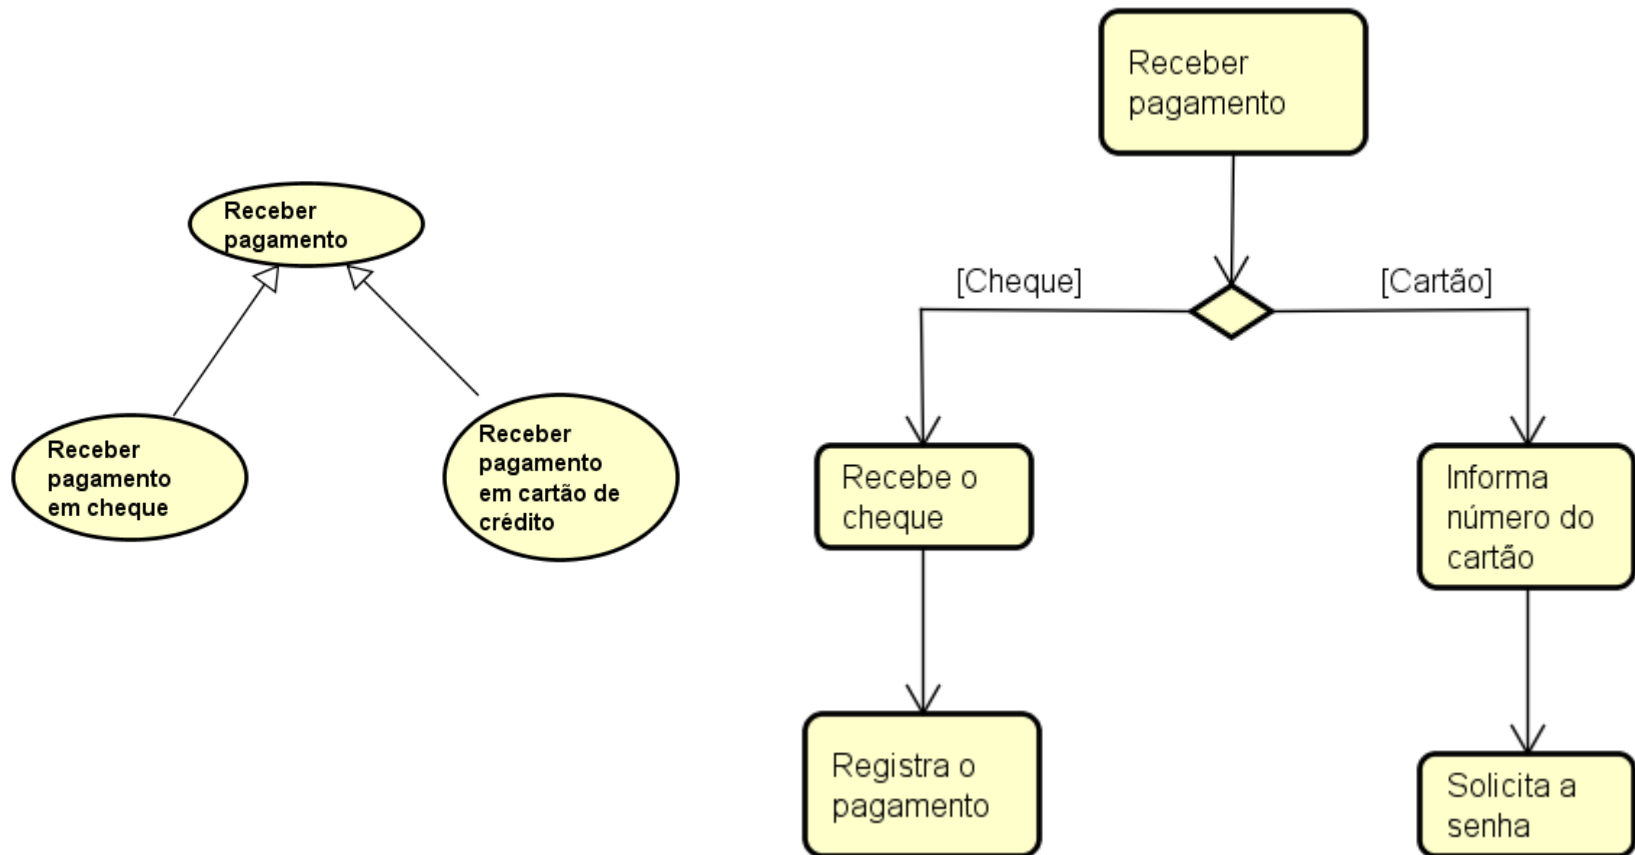 Receber
pagamento
Receber
pagamento
em cheque
Receber
pagamento
em cartão de
crédito
Receber
pagamento
[Cheque]
[Cartão]
Recebe o
cheque
Informa
número do
cartão
Registra o
pagamento
Solicita a
senha